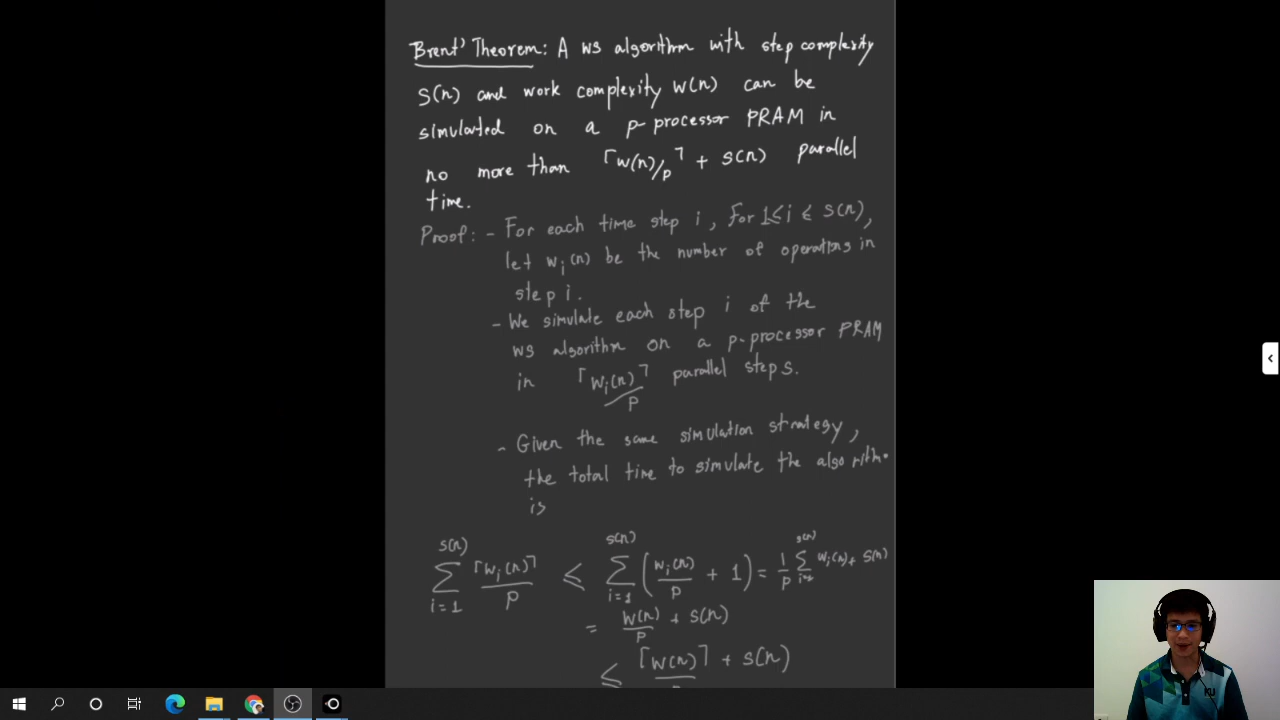 Brent' Theorem: A ws algorithm with step complexity
S(n) and work complexity W(n) can be
simulated on a p-processor PRAM in
no more than ⌈W(n)/p⌉ + S(n) parallel
time.
Proof: - For each time step i, for 1≤i≤S(n),
let Wᵢ(n) be the number of operations in
step i.
- We simulate each step i of the
WS algorithm on a p-processor PRAM
in ⌈Wᵢ(n)⌉/p parallel steps.
- Given the same simulation strategy,
the total time to simulate the algorithm
is
∑_{i=1}^{S(n)} ⌈Wᵢ(n)⌉/p ≤ ∑_{i=1}^{S(n)} (Wᵢ(n)/p + 1) = 1/p ∑_{i=1}^{S(n)} Wᵢ(n) + S(n)
= W(n)/p + S(n)
≤ ⌈W(n)⌉/p + S(n)
KU